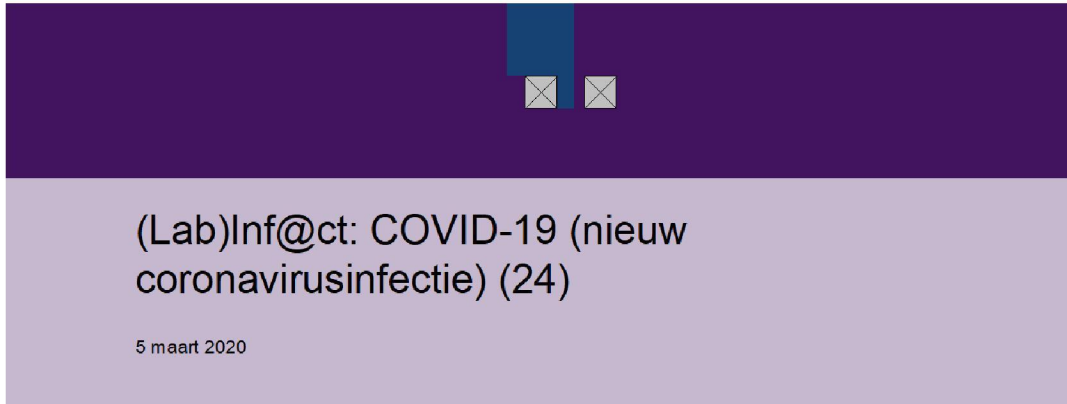 (Lab)Inf@ct: COVID-19 (nieuw
coronavirusinfectie) (24)
5 maart 2020